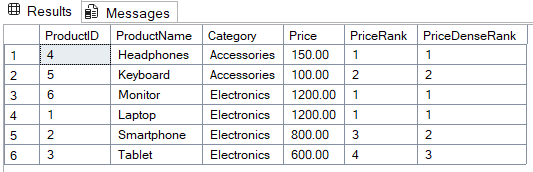 Results Messages
ProductID ProductName Category Price PriceRank PriceDenseRank
1 4 Headphones Accessories 150.00 1 1
2 5 Keyboard Accessories 100.00 2 2
3 6 Monitor Electronics 1200.00 1 1
4 1 Laptop Electronics 1200.00 1 1
5 2 Smartphone Electronics 800.00 3 2
6 3 Tablet Electronics 600.00 4 3